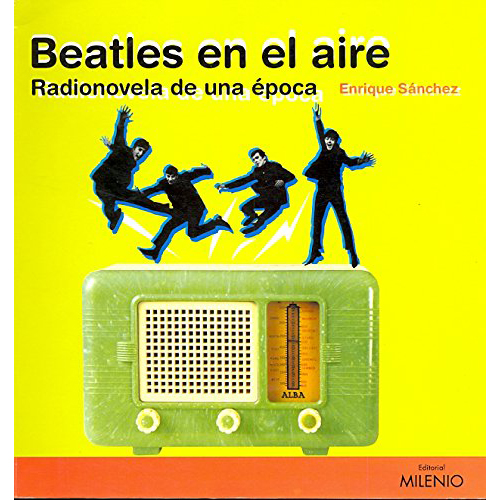 Beatles en el aire
Radionovela de una época
Enrique Sánchez
ALBA
Editorial
MILENIO